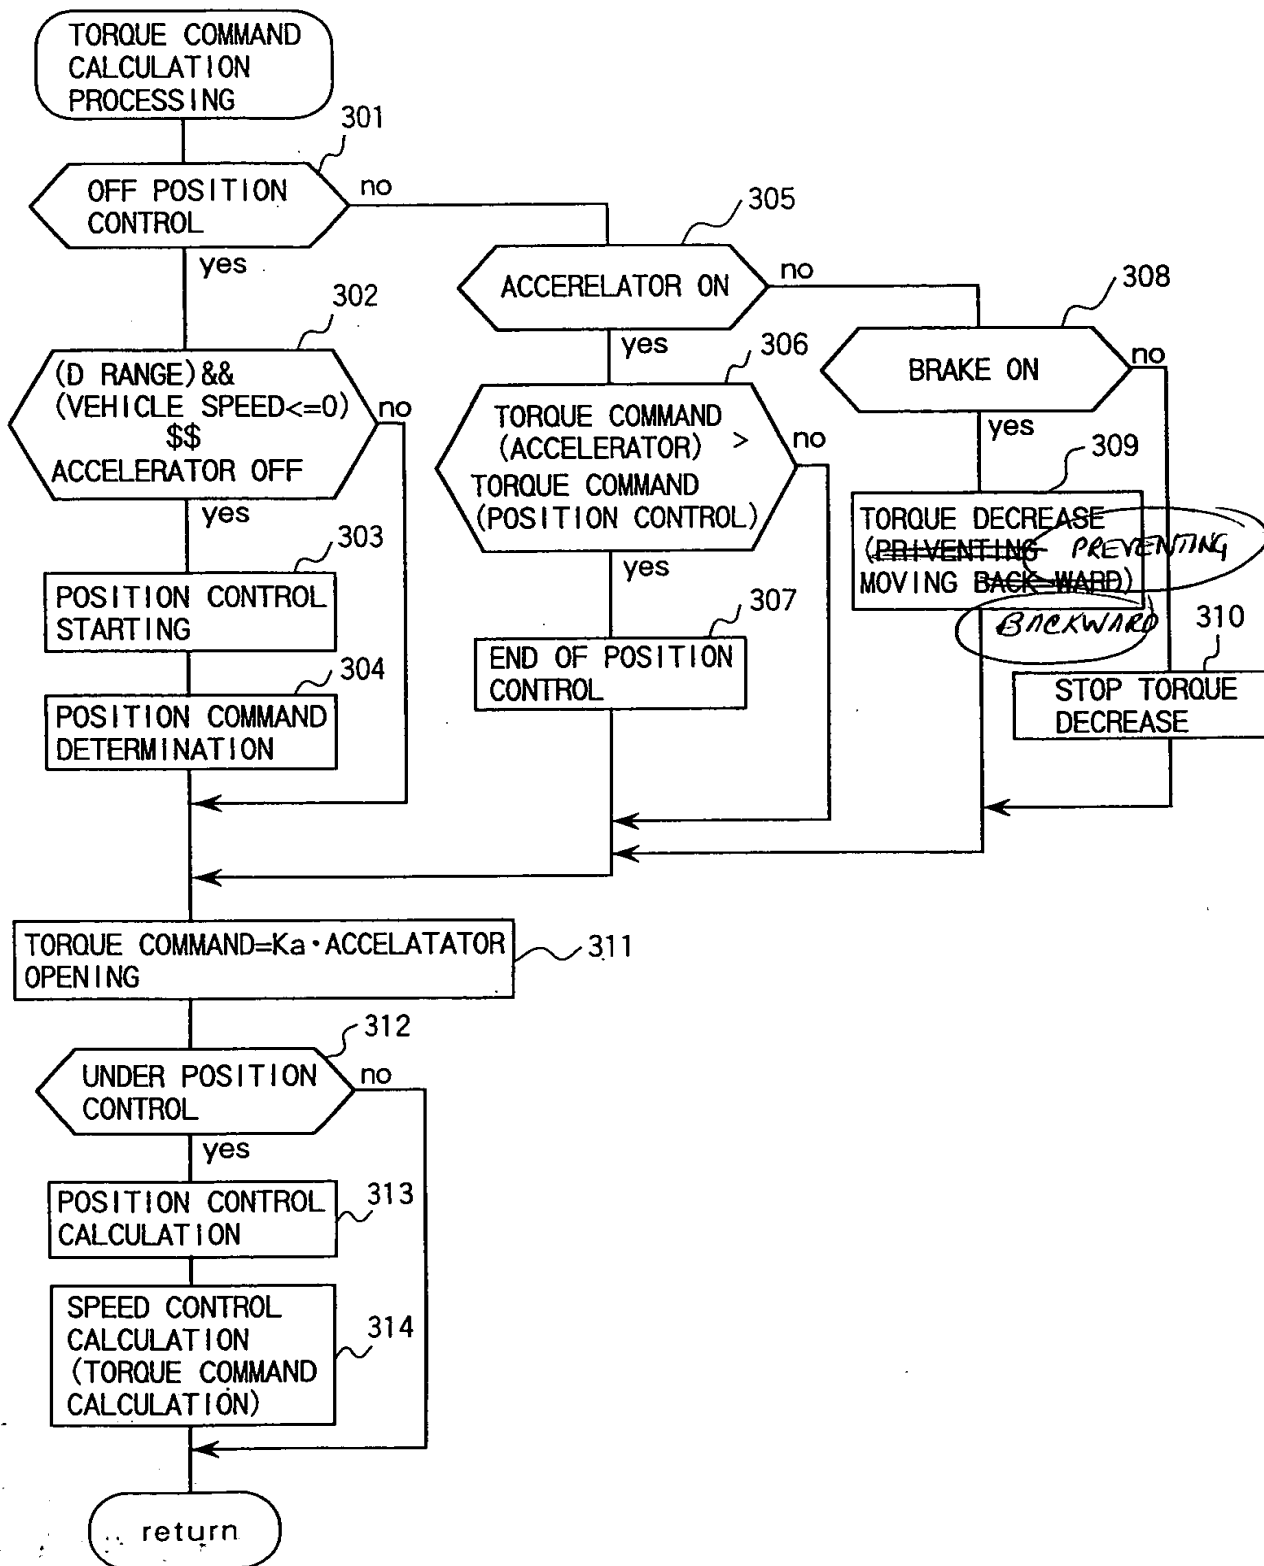 TORQUE COMMAND
CALCULATION
PROCESSING
301
OFF POSITION
CONTROL
no
yes
305
ACCERELATOR ON
no
yes
308
BRAKE ON
no
yes
302
(D RANGE)&&
(VEHICLE SPEED<=0)
$$
ACCELERATOR OFF
no
yes
306
TORQUE COMMAND
(ACCELERATOR) >
TORQUE COMMAND
(POSITION CONTROL)
no
yes
309
TORQUE DECREASE
(PRIVENTING PREVENTING
MOVING BACK-WARD)
BACKWARD
303
POSITION CONTROL
STARTING
307
END OF POSITION
CONTROL
310
STOP TORQUE
DECREASE
304
POSITION COMMAND
DETERMINATION
TORQUE COMMAND=Ka·ACCELATATOR
OPENING
311
312
UNDER POSITION
CONTROL
no
yes
POSITION CONTROL
CALCULATION
313
SPEED CONTROL
CALCULATION
(TORQUE COMMAND
CALCULATION)
314
return